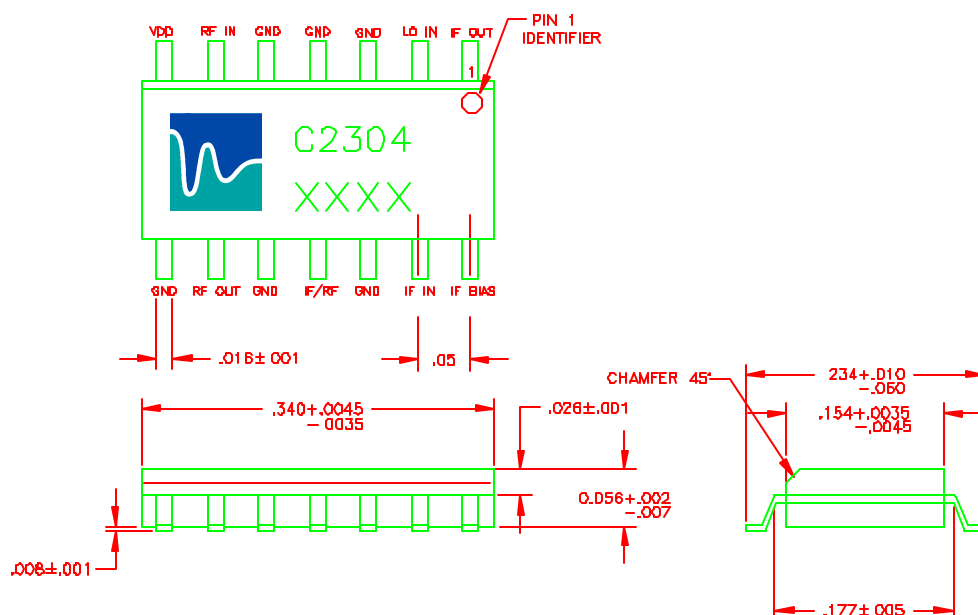 VDD RF IN GND GND GND LO IN IF OUT
PIN 1
IDENTIFIER
1
C2304
XXXX
GND RF OUT GND IF/RF GND IF IN IF BIAS
.016±.001
.05
CHAMFER 45°
.234+.010
-.060
.340+.0045
-.0035
.026±.001
.154+.0035
-.0045
0.056+.002
-.007
.008±.001
.177±.005